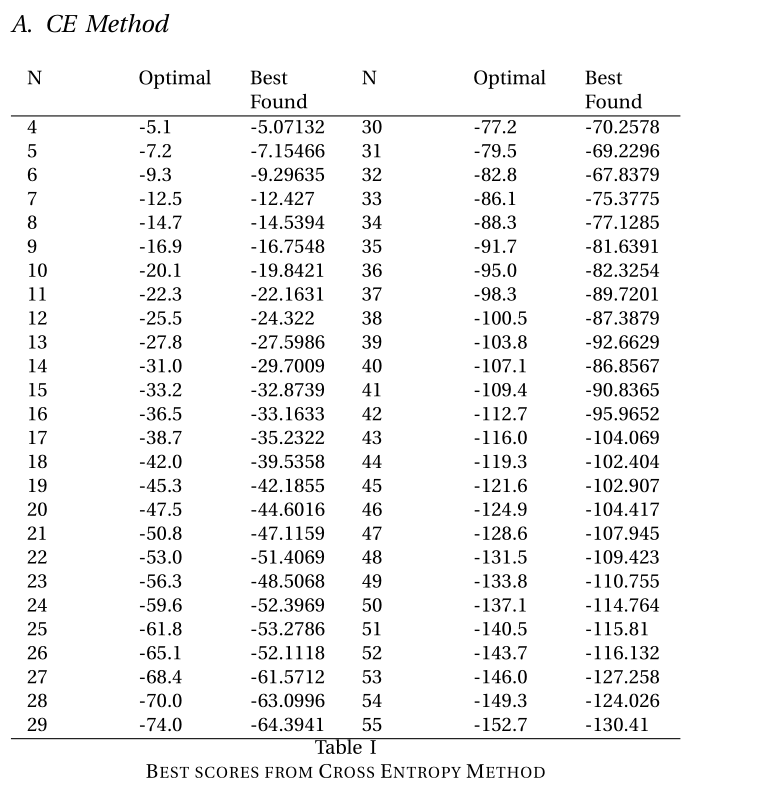 A. CE Method
N Optimal Best N Optimal Best
Found Found
4 -5.1 -5.07132 30 -77.2 -70.2578
5 -7.2 -7.15466 31 -79.5 -69.2296
6 -9.3 -9.29635 32 -82.8 -67.8379
7 -12.5 -12.427 33 -86.1 -75.3775
8 -14.7 -14.5394 34 -88.3 -77.1285
9 -16.9 -16.7548 35 -91.7 -81.6391
10 -20.1 -19.8421 36 -95.0 -82.3254
11 -22.3 -22.1631 37 -98.3 -89.7201
12 -25.5 -24.322 38 -100.5 -87.3879
13 -27.8 -27.5986 39 -103.8 -92.6629
14 -31.0 -29.7009 40 -107.1 -86.8567
15 -33.2 -32.8739 41 -109.4 -90.8365
16 -36.5 -33.1633 42 -112.7 -95.9652
17 -38.7 -35.2322 43 -116.0 -104.069
18 -42.0 -39.5358 44 -119.3 -102.404
19 -45.3 -42.1855 45 -121.6 -102.907
20 -47.5 -44.6016 46 -124.9 -104.417
21 -50.8 -47.1159 47 -128.6 -107.945
22 -53.0 -51.4069 48 -131.5 -109.423
23 -56.3 -48.5068 49 -133.8 -110.755
24 -59.6 -52.3969 50 -137.1 -114.764
25 -61.8 -53.2786 51 -140.5 -115.81
26 -65.1 -52.1118 52 -143.7 -116.132
27 -68.4 -61.5712 53 -146.0 -127.258
28 -70.0 -63.0996 54 -149.3 -124.026
29 -74.0 -64.3941 55 -152.7 -130.41
Table I
BEST SCORES FROM CROSS ENTROPY METHOD